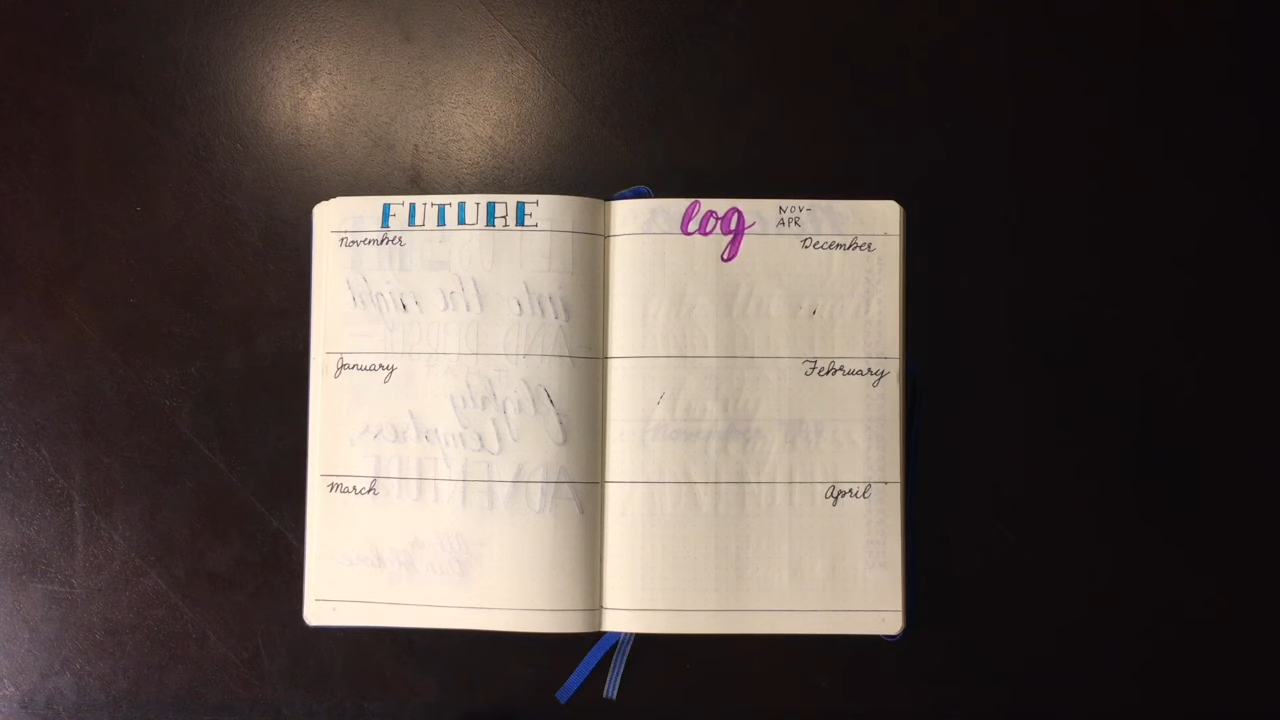 FUTURE log NOV-
APR
November
December
January
February
March
April